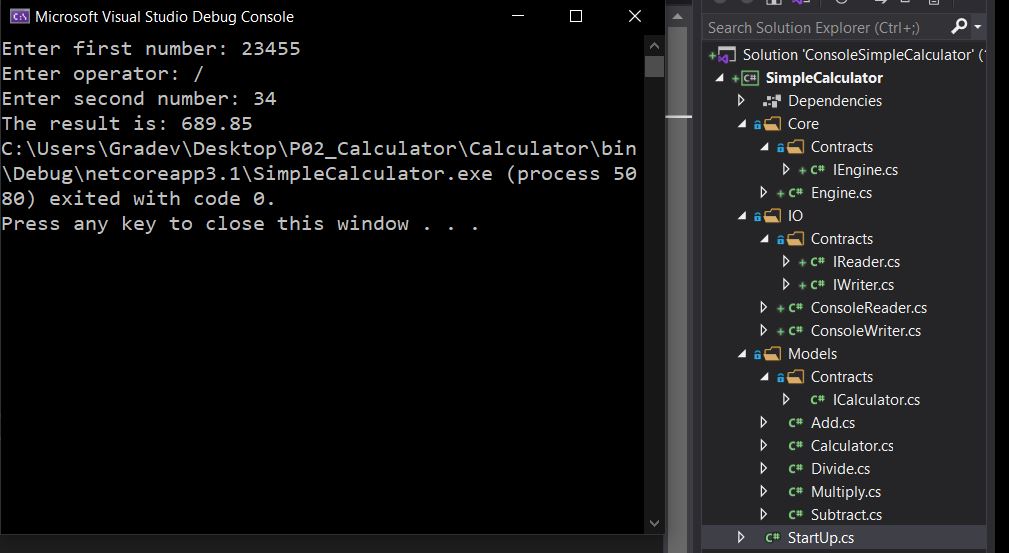 Microsoft Visual Studio Debug Console
Enter first number: 23455
Enter operator: /
Enter second number: 34
The result is: 689.85
C:\Users\Gradev\Desktop\P02_Calculator\Calculator\bin
\Debug\netcoreapp3.1\SimpleCalculator.exe (process 50
80) exited with code 0.
Press any key to close this window . . .
Search Solution Explorer (Ctrl+;)
Solution 'ConsoleSimpleCalculator' (
SimpleCalculator
Dependencies
Core
Contracts
IEngine.cs
Engine.cs
IO
Contracts
IReader.cs
IWriter.cs
ConsoleReader.cs
ConsoleWriter.cs
Models
Contracts
ICalculator.cs
Add.cs
Calculator.cs
Divide.cs
Multiply.cs
Subtract.cs
StartUp.cs